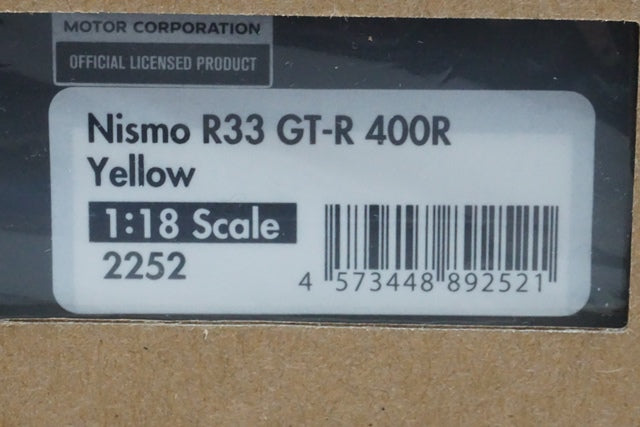 MOTOR CORPORATION
OFFICIAL LICENSED PRODUCT
Nismo R33 GT-R 400R
Yellow
1:18 Scale
2252
4 573448 892521